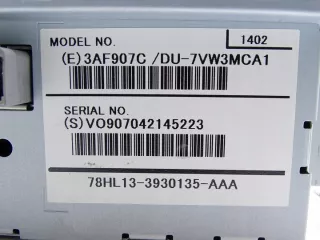 MODEL NO. 1402
(E)3AF907C /DU-7VW3MCA1
SERIAL NO.
(S)VO907042145223
78HL13-3930135-AAA